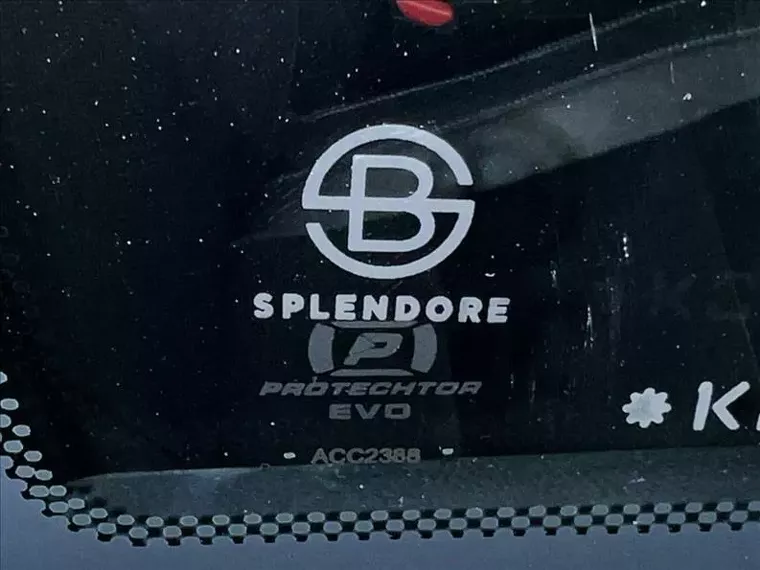 B
SPLENDORE
P
PROTECHTOR
EVO
ACC2388